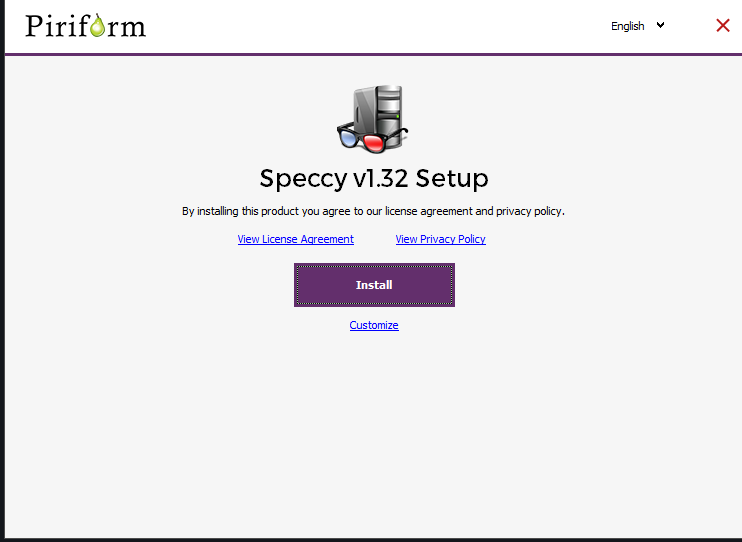 Piriform
English
Speccy v1.32 Setup
By installing this product you agree to our license agreement and privacy policy.
View License Agreement
View Privacy Policy
Install
Customize